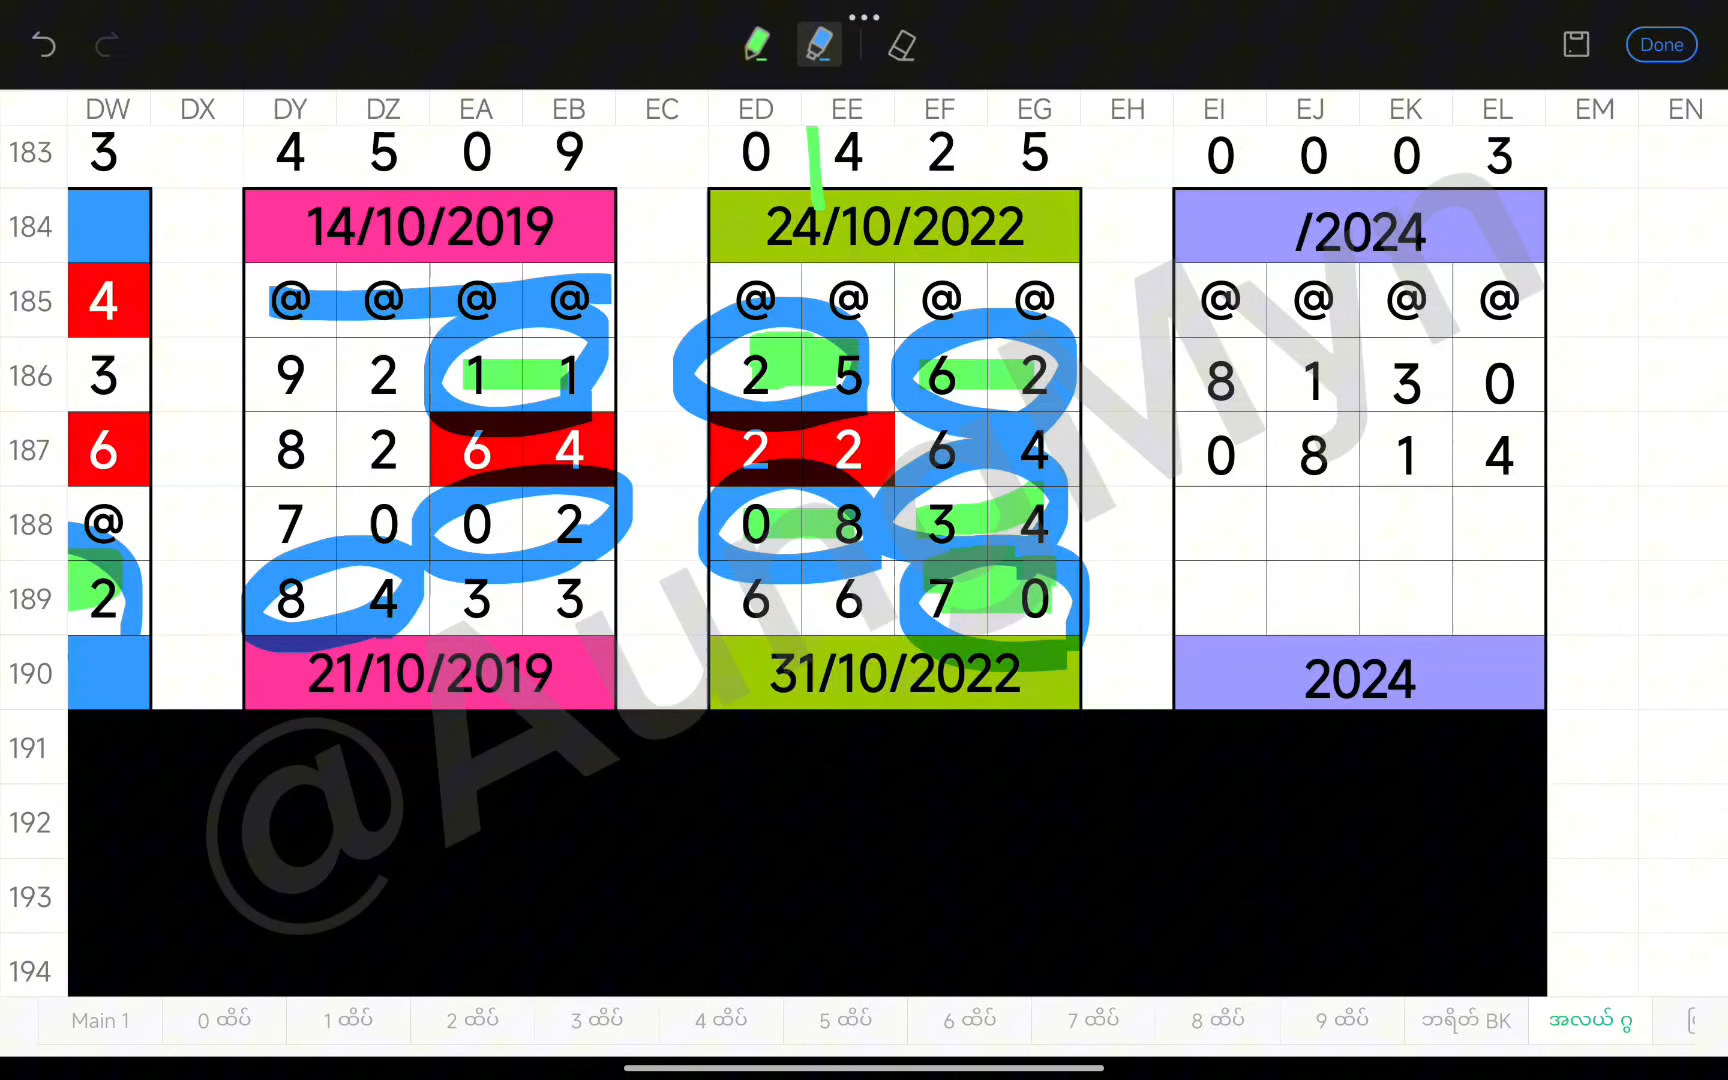 Done
DW DX DY DZ EA EB EC ED EE EF EG EH EI EJ EK EL EM EN
183 3 4 5 0 9 0 4 2 5 0 0 0 3
184 14/10/2019 24/10/2022 /2024
185 4 @ @ @ @ @ @ @ @ @ @ @ @
186 3 9 2 1 1 2 5 6 2 8 1 3 0
187 6 8 2 6 4 2 2 6 4 0 8 1 4
188 @ 7 0 0 2 0 8 3 4
189 2 8 4 3 3 6 6 7 0
190 21/10/2019 31/10/2022 2024
191
192
193
194
Main 1 0 ထိပ် 1 ထိပ် 2 ထိပ် 3 ထိပ် 4 ထိပ် 5 ထိပ် 6 ထိပ် 7 ထိပ် 8 ထိပ် 9 ထိပ် ဘရိတ် BK အလယ် ဂွ